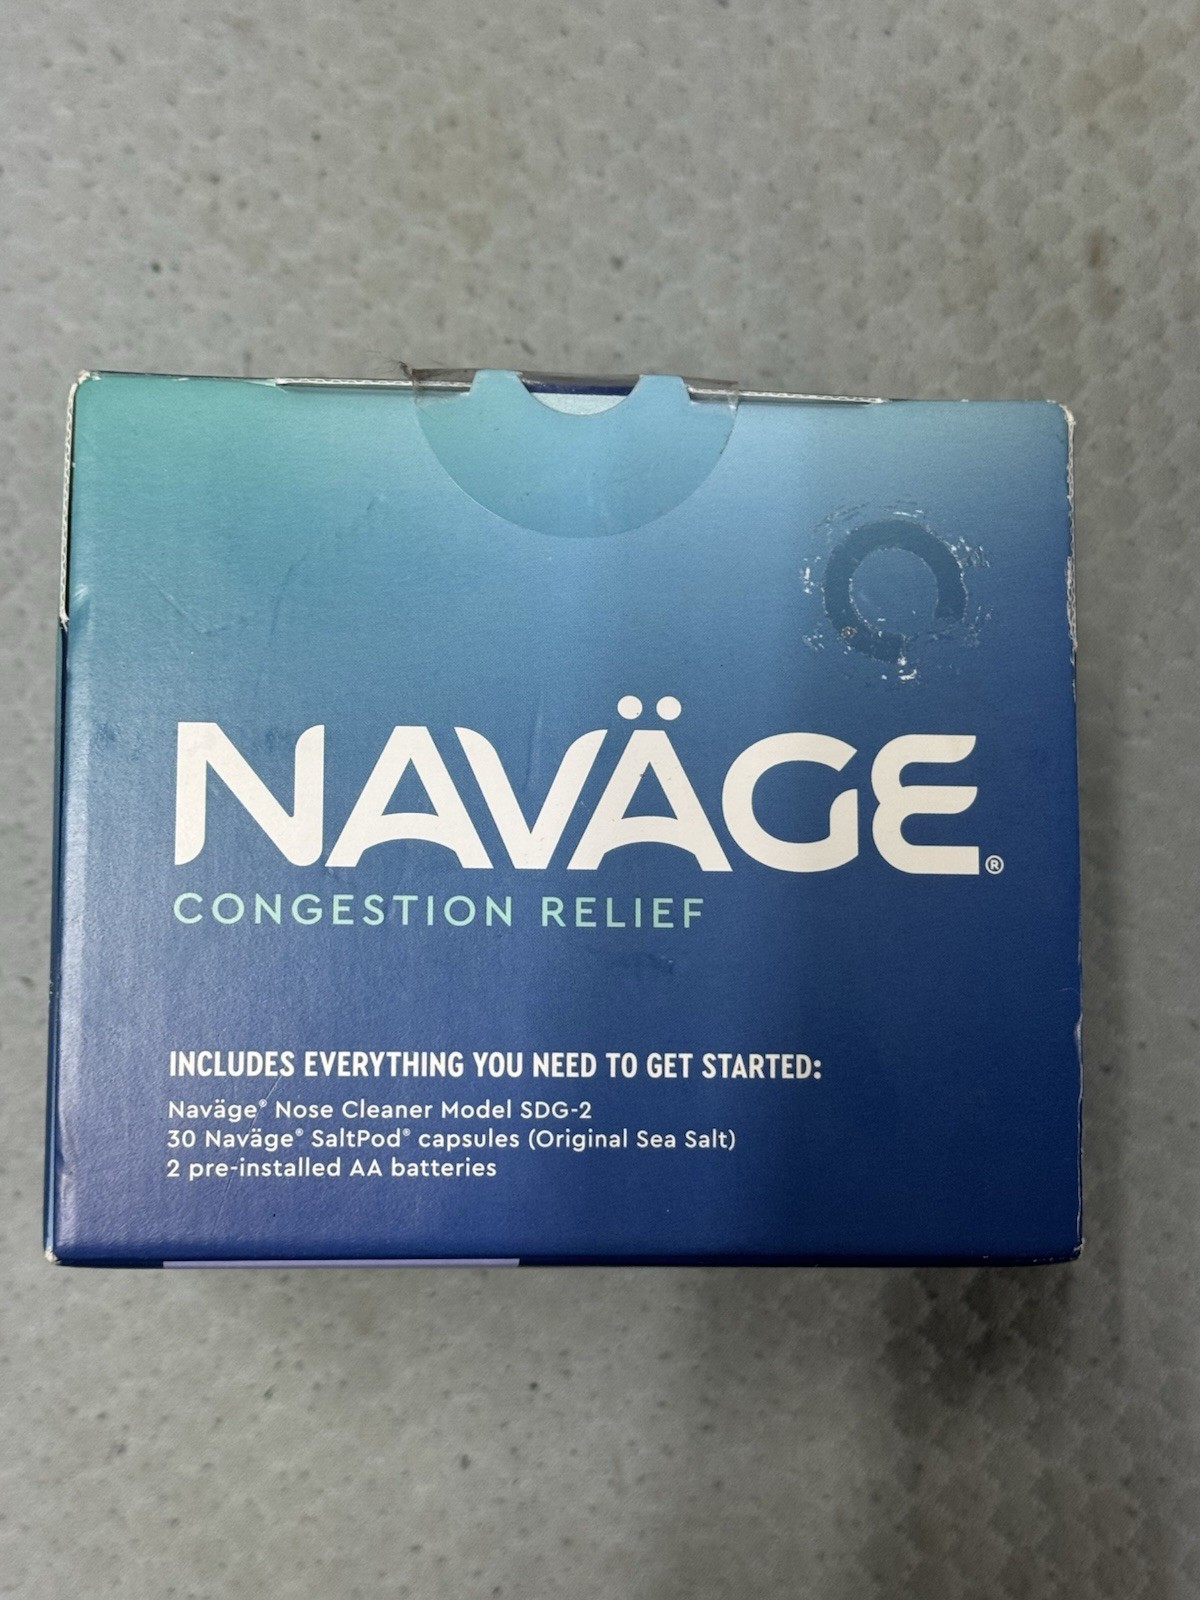 NAVÄGE®
CONGESTION RELIEF
INCLUDES EVERYTHING YOU NEED TO GET STARTED:
Naväge® Nose Cleaner Model SDG-2
30 Naväge® SaltPod® capsules (Original Sea Salt)
2 pre-installed AA batteries